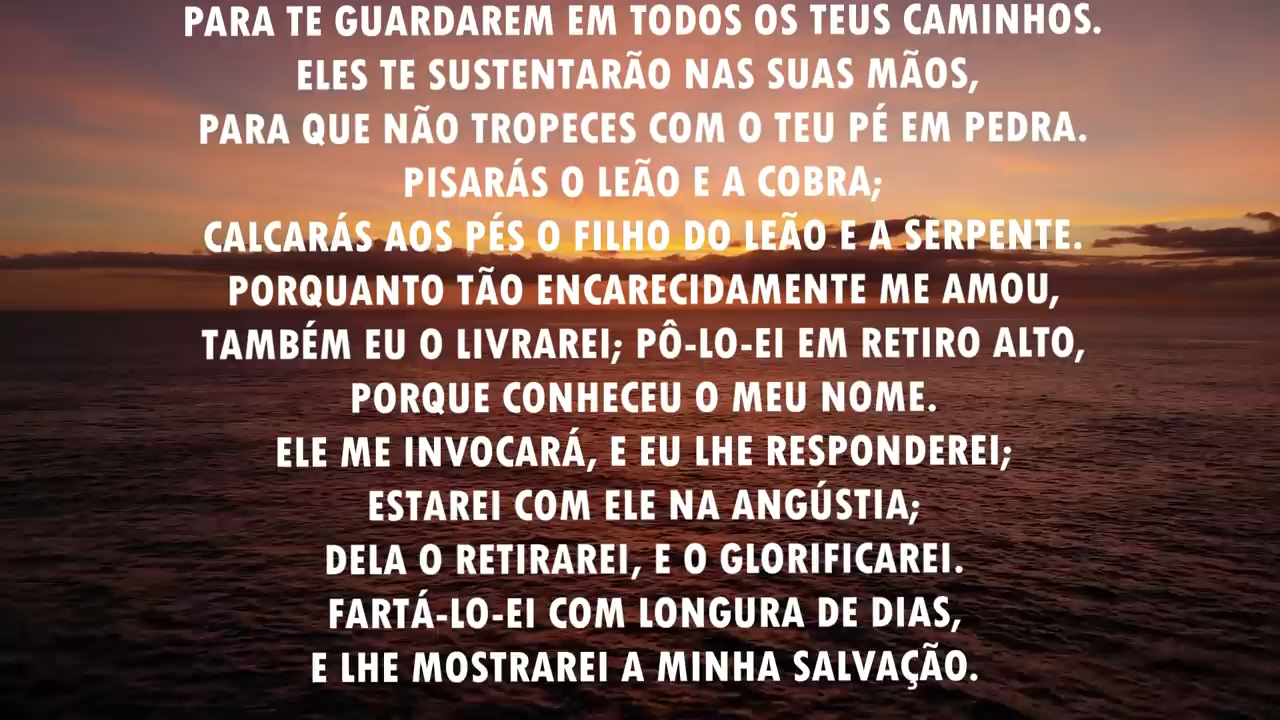 PARA TE GUARDAREM EM TODOS OS TEUS CAMINHOS.
ELES TE SUSTENTARÃO NAS SUAS MÃOS,
PARA QUE NÃO TROPECES COM O TEU PÉ EM PEDRA.
PISARÁS O LEÃO E A COBRA;
CALCARÁS AOS PÉS O FILHO DO LEÃO E A SERPENTE.
PORQUANTO TÃO ENCARECIDAMENTE ME AMOU,
TAMBÉM EU O LIVRAREI; PÔ-LO-EI EM RETIRO ALTO,
PORQUE CONHECEU O MEU NOME.
ELE ME INVOCARÁ, E EU LHE RESPONDEREI;
ESTAREI COM ELE NA ANGÚSTIA;
DELA O RETIRAREI, E O GLORIFICAREI.
FARTÁ-LO-EI COM LONGURA DE DIAS,
E LHE MOSTRAREI A MINHA SALVAÇÃO.